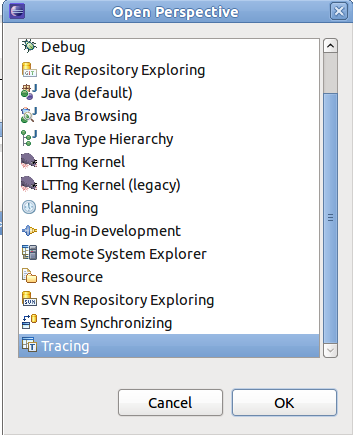 Open Perspective
Debug
Git Repository Exploring
Java (default)
Java Browsing
Java Type Hierarchy
LTTng Kernel
LTTng Kernel (legacy)
Planning
Plug-in Development
Remote System Explorer
Resource
SVN Repository Exploring
Team Synchronizing
Tracing
Cancel OK